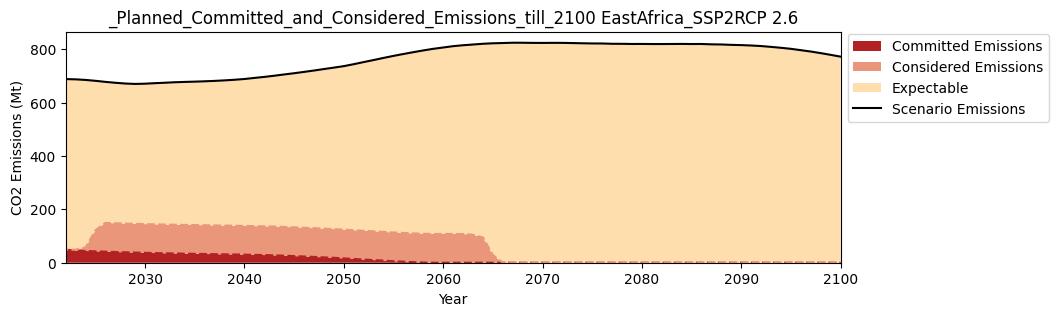 _Planned_Committed_and_Considered_Emissions_till_2100 EastAfrica_SSP2RCP 2.6
Committed Emissions
Considered Emissions
Expectable
Scenario Emissions
CO2 Emissions (Mt)
800
600
400
200
0
2030 2040 2050 2060 2070 2080 2090 2100
Year